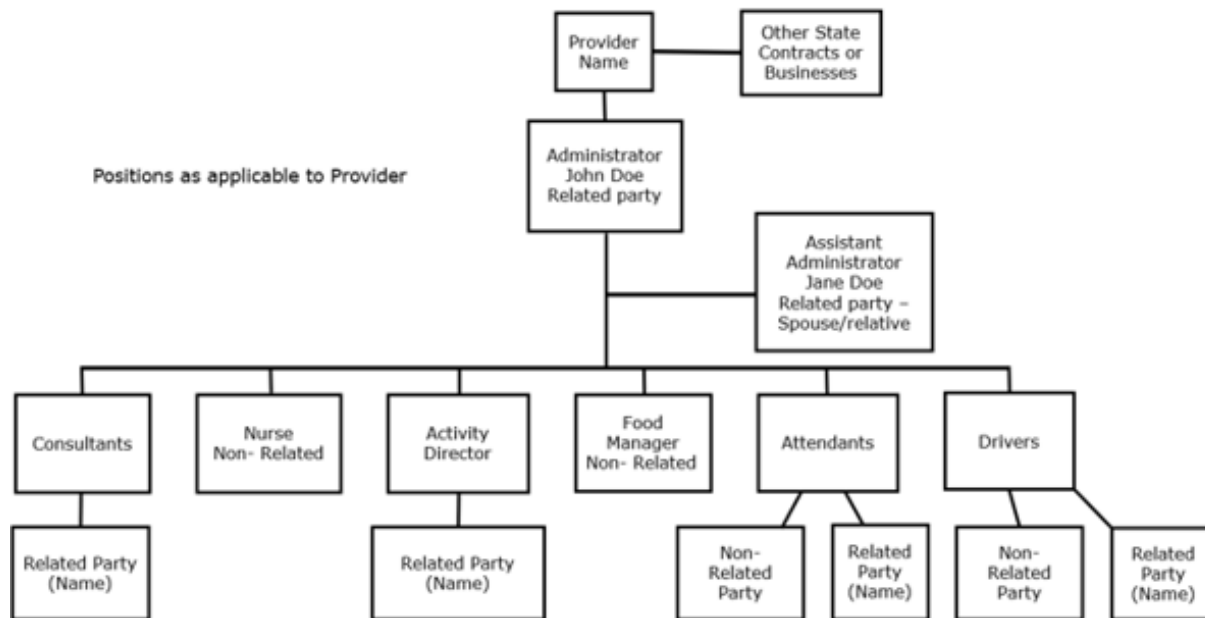 Provider
Name
Other State
Contracts or
Businesses
Administrator
John Doe
Related party
Positions as applicable to Provider
Assistant
Administrator
Jane Doe
Related party –
Spouse/relative
Consultants
Nurse
Non- Related
Activity
Director
Food
Manager
Non- Related
Attendants
Drivers
Related Party
(Name)
Related Party
(Name)
Non-
Related
Party
Related
Party
(Name)
Non-
Related
Party
Related
Party
(Name)